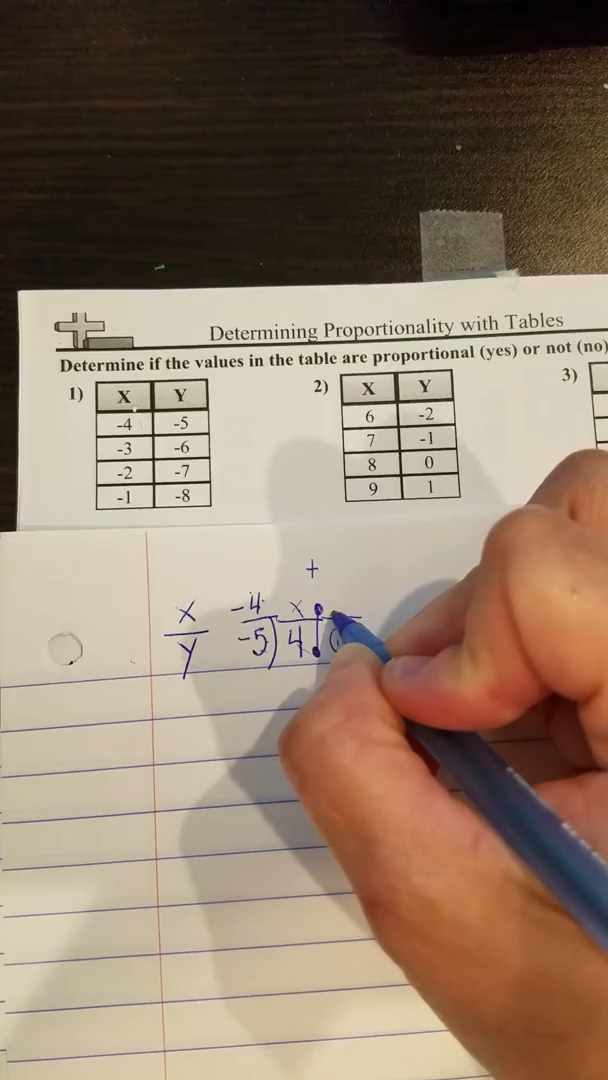 Determining Proportionality with Tables
Determine if the values in the table are proportional (yes) or not (no)
1) 2) 3)
X Y
-4 -5
-3 -6
-2 -7
-1 -8
X Y
6 -2
7 -1
8 0
9 1
+
X -4 x .
Y -5 ) 4 .